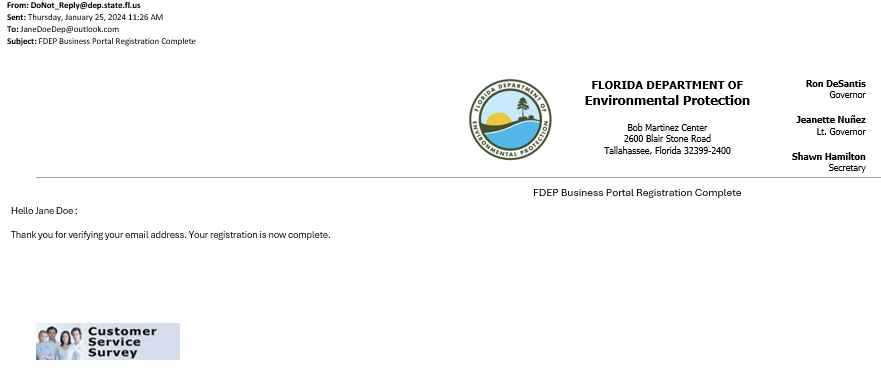 From: DoNot_Reply@dep.state.fl.us
Sent: Thursday, January 25, 2024 11:26 AM
To: JaneDoeDep@outlook.com
Subject: FDEP Business Portal Registration Complete
FLORIDA DEPARTMENT OF
ENVIRONMENTAL PROTECTION
FLORIDA DEPARTMENT OF
Environmental Protection
Bob Martinez Center
2600 Blair Stone Road
Tallahassee, Florida 32399-2400
Ron DeSantis
Governor
Jeanette Nuñez
Lt. Governor
Shawn Hamilton
Secretary
FDEP Business Portal Registration Complete
Hello Jane Doe :
Thank you for verifying your email address. Your registration is now complete.
Customer
Service
Survey